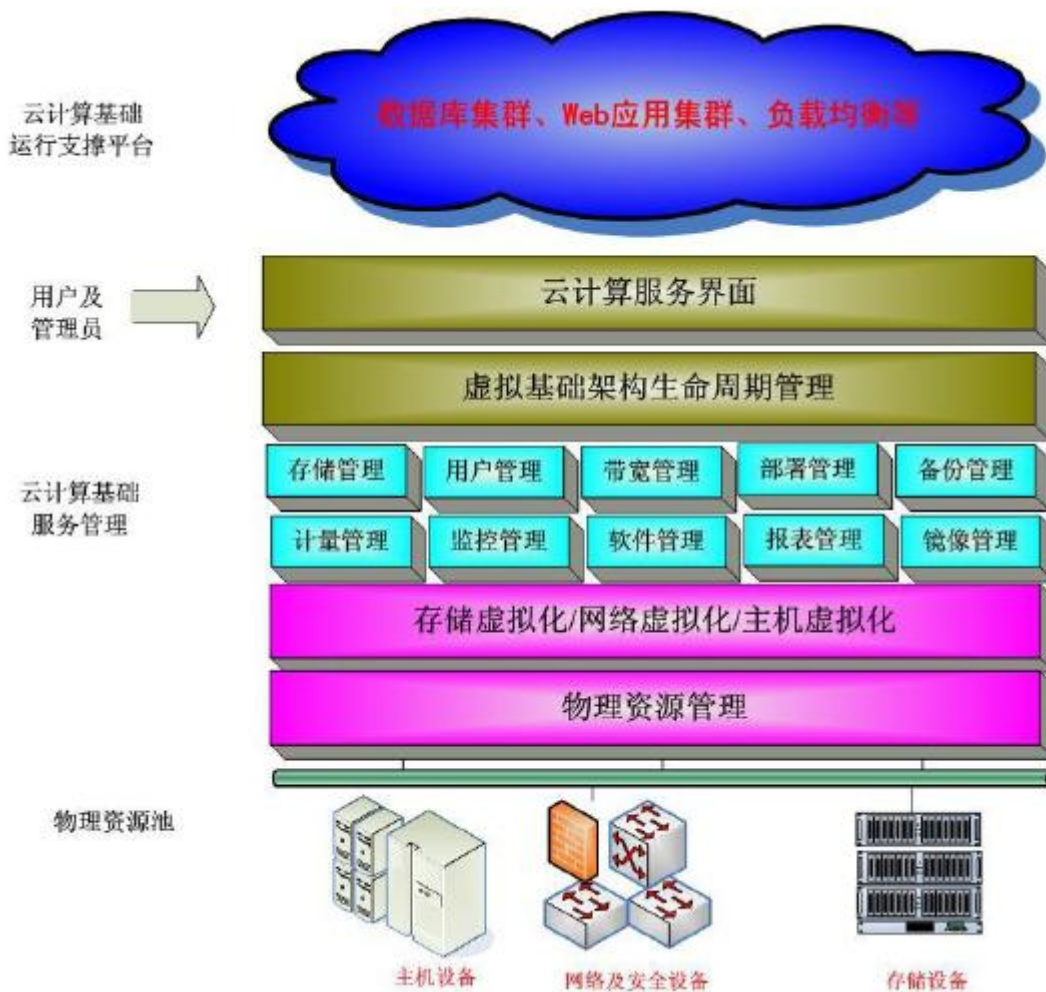 云计算基础
运行支撑平台
数据库集群、Web应用集群、负载均衡等
用户及
管理员
云计算服务界面
虚拟基础架构生命周期管理
云计算基础
服务管理
存储管理
用户管理
带宽管理
部署管理
备份管理
计量管理
监控管理
软件管理
报表管理
镜像管理
存储虚拟化/网络虚拟化/主机虚拟化
物理资源管理
物理资源池
主机设备
网络及安全设备
存储设备